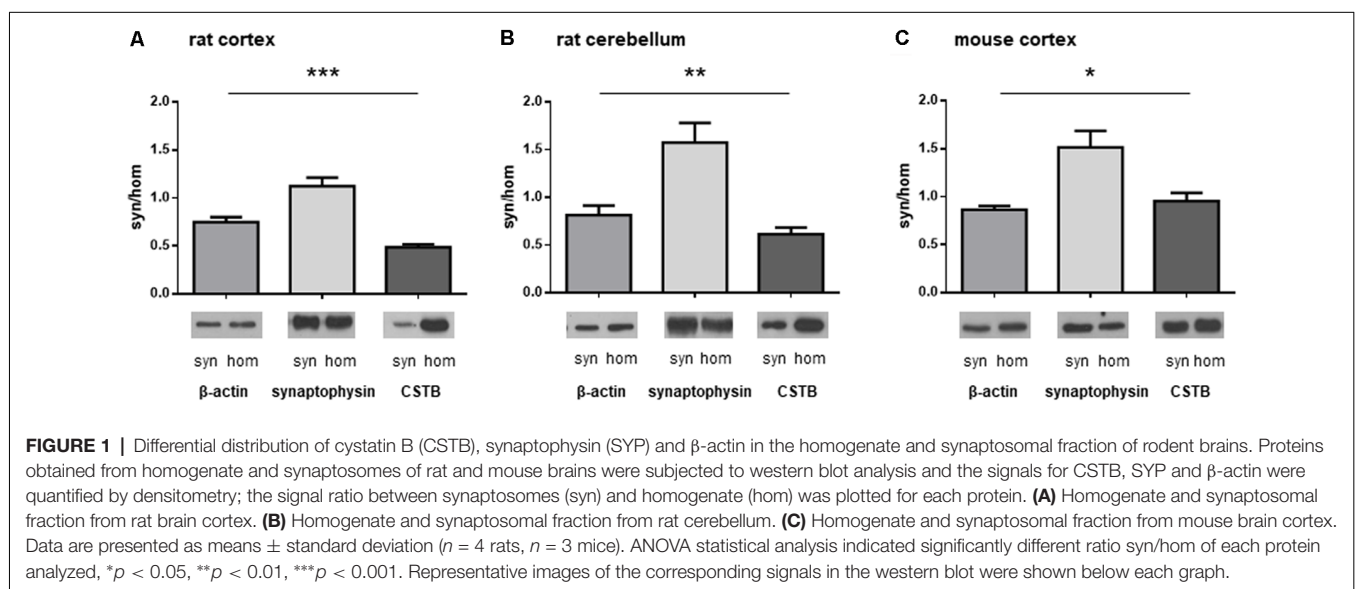 A rat cortex
***
2.0
1.5
1.0
0.5
0.0
syn/hom
syn hom syn hom syn hom
β-actin synaptophysin CSTB
B rat cerebellum
**
2.0
1.5
1.0
0.5
0.0
syn/hom
syn hom syn hom syn hom
β-actin synaptophysin CSTB
C mouse cortex
*
2.0
1.5
1.0
0.5
0.0
syn/hom
syn hom syn hom syn hom
β-actin synaptophysin CSTB
FIGURE 1 | Differential distribution of cystatin B (CSTB), synaptophysin (SYP) and β-actin in the homogenate and synaptosomal fraction of rodent brains. Proteins
obtained from homogenate and synaptosomes of rat and mouse brains were subjected to western blot analysis and the signals for CSTB, SYP and β-actin were
quantified by densitometry; the signal ratio between synaptosomes (syn) and homogenate (hom) was plotted for each protein. (A) Homogenate and synaptosomal
fraction from rat brain cortex. (B) Homogenate and synaptosomal fraction from rat cerebellum. (C) Homogenate and synaptosomal fraction from mouse brain cortex.
Data are presented as means ± standard deviation (n = 4 rats, n = 3 mice). ANOVA statistical analysis indicated significantly different ratio syn/hom of each protein
analyzed, *p < 0.05, **p < 0.01, ***p < 0.001. Representative images of the corresponding signals in the western blot were shown below each graph.